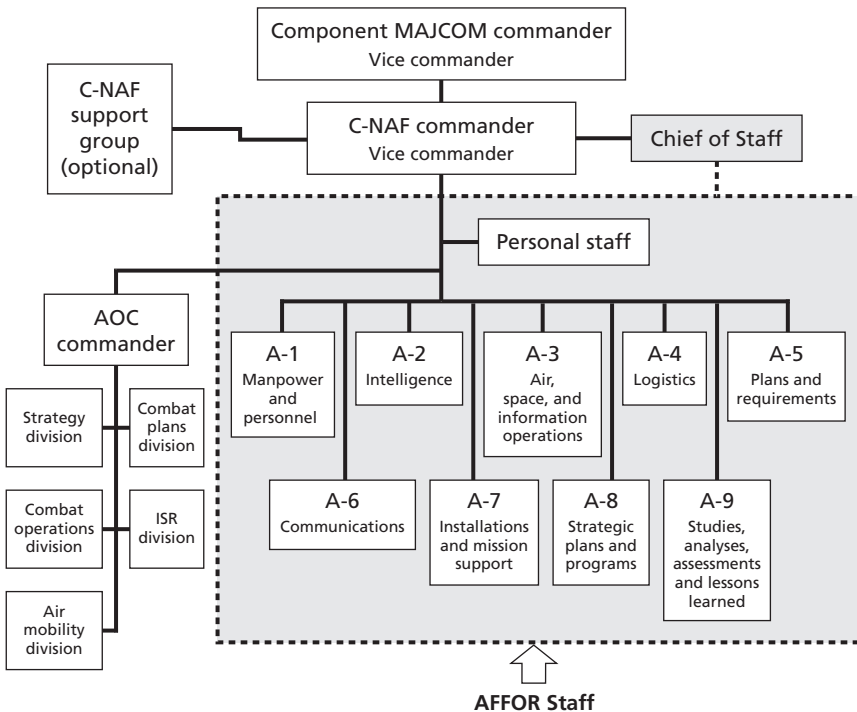 Component MAJCOM commander
Vice commander
C-NAF
support
group
(optional)
C-NAF commander
Vice commander
Chief of Staff
Personal staff
AOC
commander
Strategy
division
Combat
plans
division
Combat
operations
division
ISR
division
Air
mobility
division
A-1
Manpower
and
personnel
A-2
Intelligence
A-3
Air,
space, and
information
operations
A-4
Logistics
A-5
Plans and
requirements
A-6
Communications
A-7
Installations
and mission
support
A-8
Strategic
plans and
programs
A-9
Studies,
analyses,
assessments
and lessons
learned
AFFOR Staff